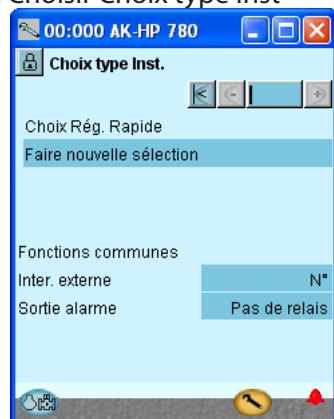 Choisir Choix type Inst
00:000 AK-HP 780
Choix type Inst.
Choix Rég. Rapide
Faire nouvelle sélection
Fonctions communes
Inter. externe N°
Sortie alarme Pas de relais